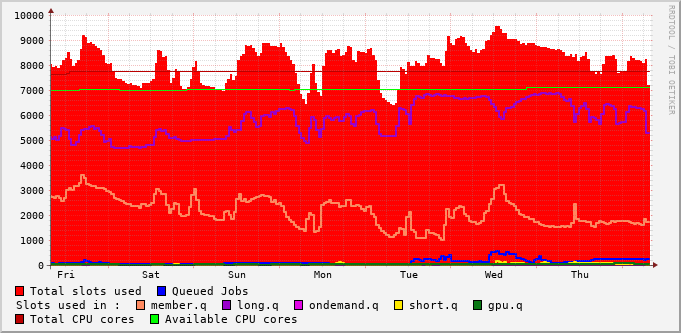 10000
9000
8000
7000
6000
5000
4000
3000
2000
1000
0
Fri Sat Sun Mon Tue Wed Thu
RRDTOOL / TOBI OETIKER
Total slots used Queued Jobs
Slots used in : member.q long.q ondemand.q short.q gpu.q
Total CPU cores Available CPU cores